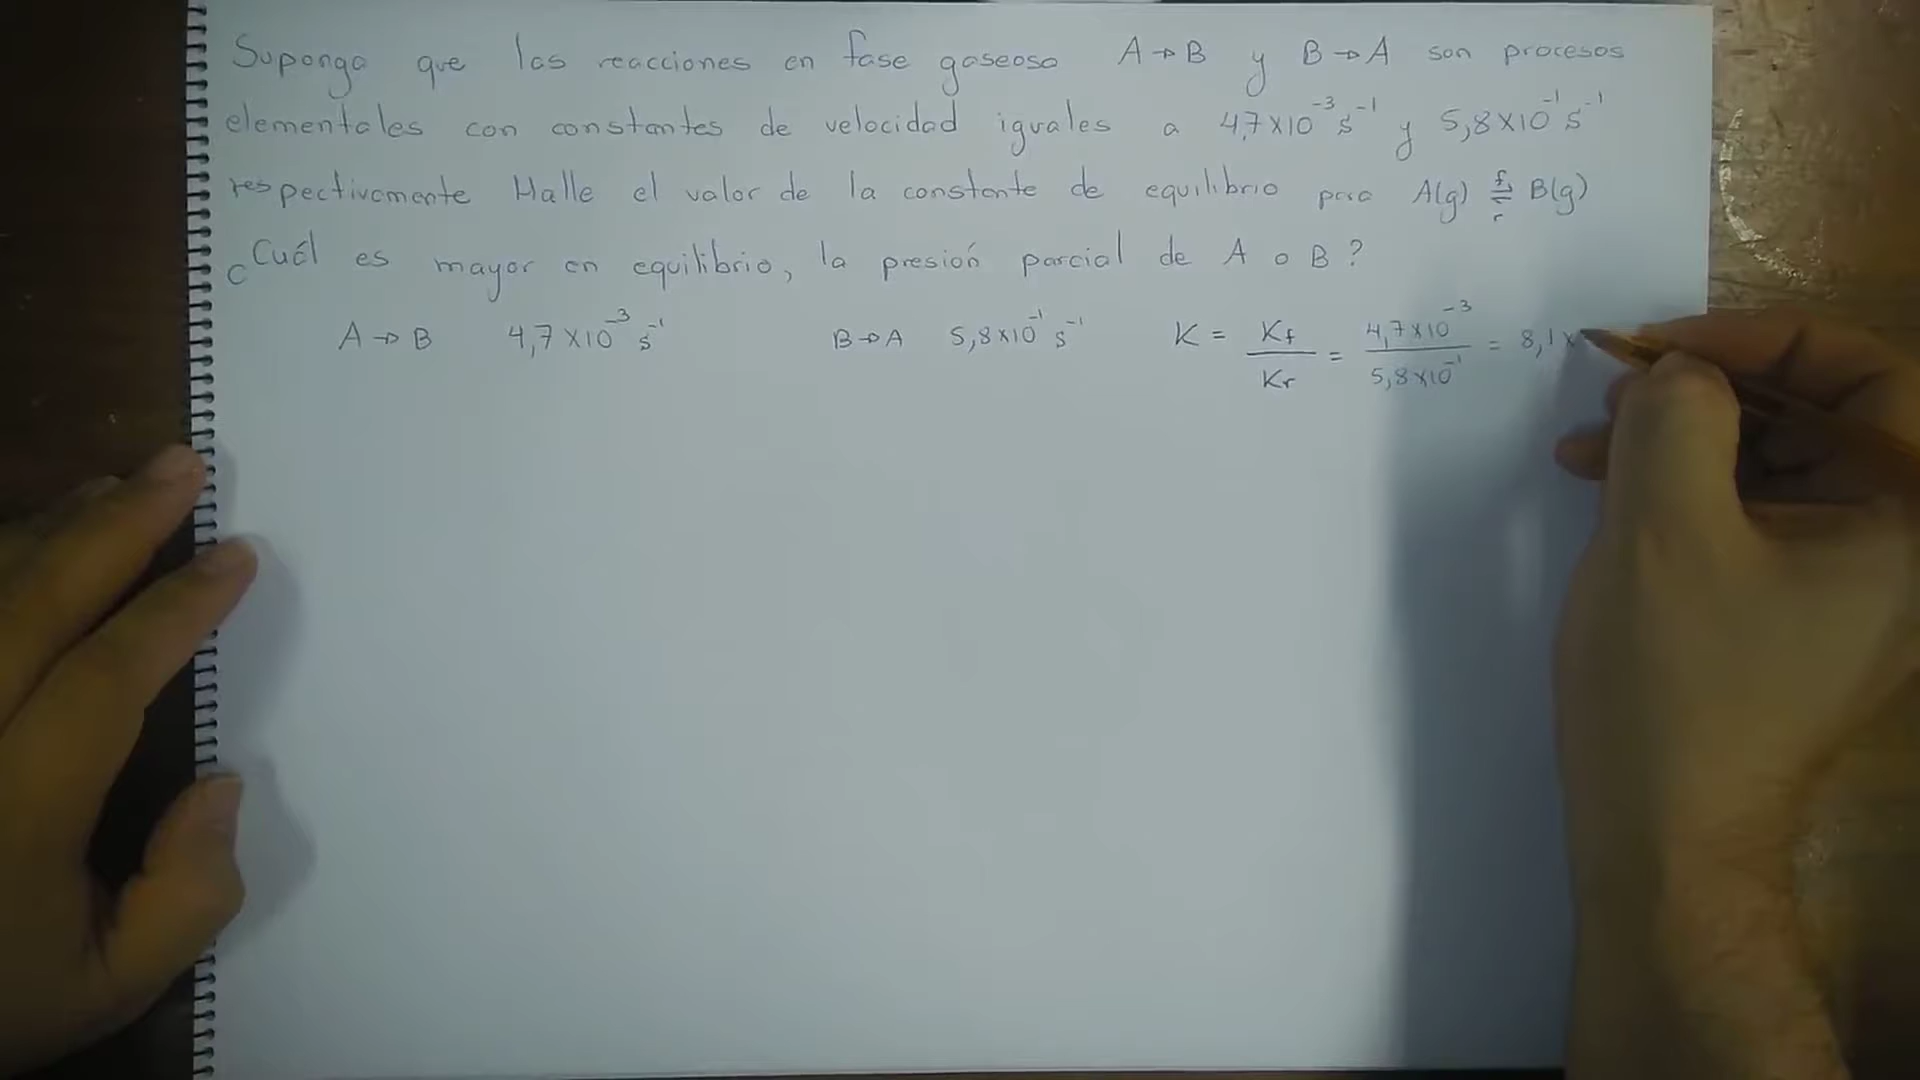 Suponga que las reacciones en fase gaseosa A → B y B → A son procesos
elementales con constantes de velocidad iguales a 4,7×10⁻³ s⁻¹ y 5,8×10⁻¹ s⁻¹
respectivamente Halle el valor de la constante de equilibrio para A(g) f ⇌ r B(g)
¿Cuál es mayor en equilibrio, la presión parcial de A o B?
A → B 4,7×10⁻³ s⁻¹ B → A 5,8×10⁻¹ s⁻¹ K = Kf / Kr = 4,7×10⁻³ / 5,8×10⁻¹ = 8,1×